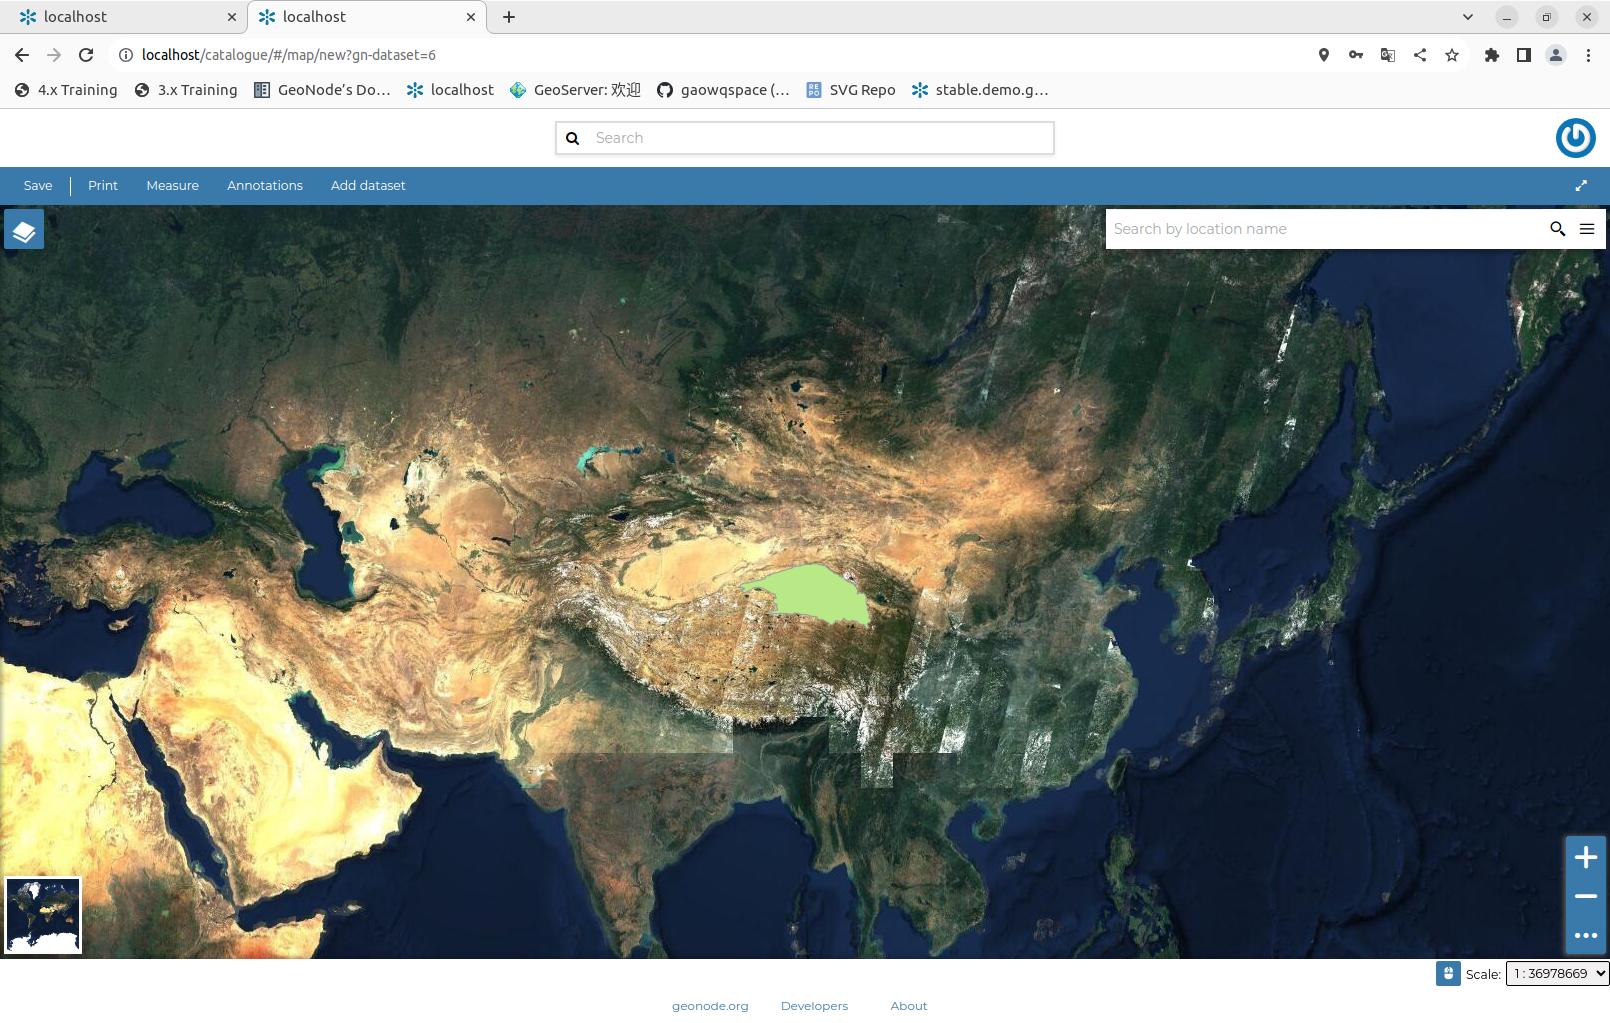 localhost
localhost
localhost/catalogue/#/map/new?gn-dataset=6
4.x Training
3.x Training
GeoNode's Do...
localhost
GeoServer: 欢迎
gaowqspace (...
REPO
SVG Repo
stable.demo.g...
Search
Save
Print
Measure
Annotations
Add dataset
Search by location name
Scale:
1 : 36978669
geonode.org
Developers
About